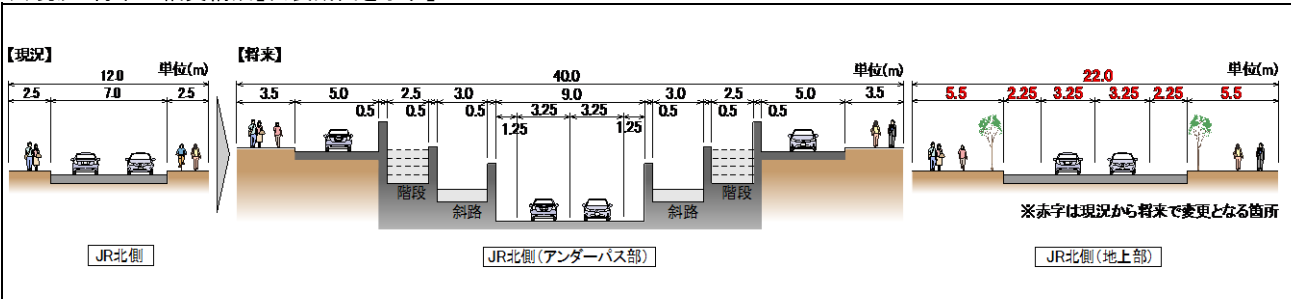 【現況】
単位(m)
12.0
2.5 7.0 2.5
JR北側
【将来】
単位(m)
40.0
3.5 5.0 2.5 3.0 9.0 3.0 2.5 5.0 3.5
0.5 0.5 0.5 3.25 3.25 0.5 0.5 0.5
1.25 1.25
階段 階段
斜路 斜路
JR北側(アンダーパス部)
単位(m)
22.0
5.5 2.25 3.25 3.25 2.25 5.5
※赤字は現況から将来で変更となる箇所
JR北側(地上部)